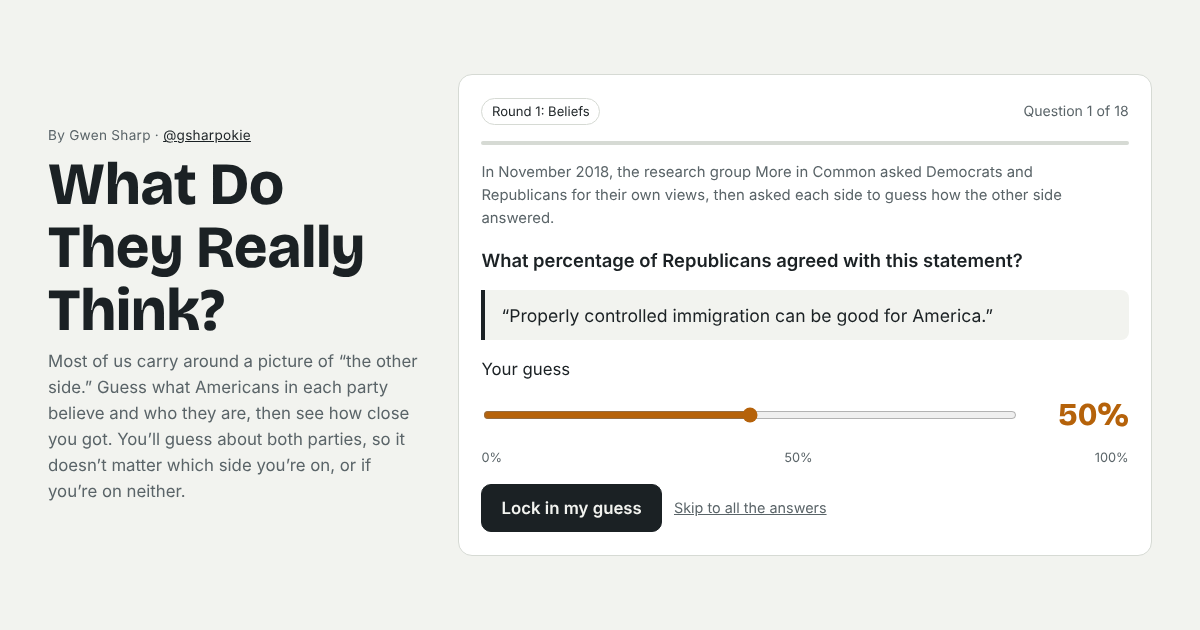 By Gwen Sharp · @gsharpokie
What Do
They Really
Think?
Most of us carry around a picture of “the other
side.” Guess what Americans in each party
believe and who they are, then see how close
you got. You’ll guess about both parties, so it
doesn’t matter which side you’re on, or if
you’re on neither.
Round 1: Beliefs
Question 1 of 18
In November 2018, the research group More in Common asked Democrats and
Republicans for their own views, then asked each side to guess how the other side
answered.
What percentage of Republicans agreed with this statement?
“Properly controlled immigration can be good for America.”
Your guess
50%
0%
50%
100%
Lock in my guess
Skip to all the answers